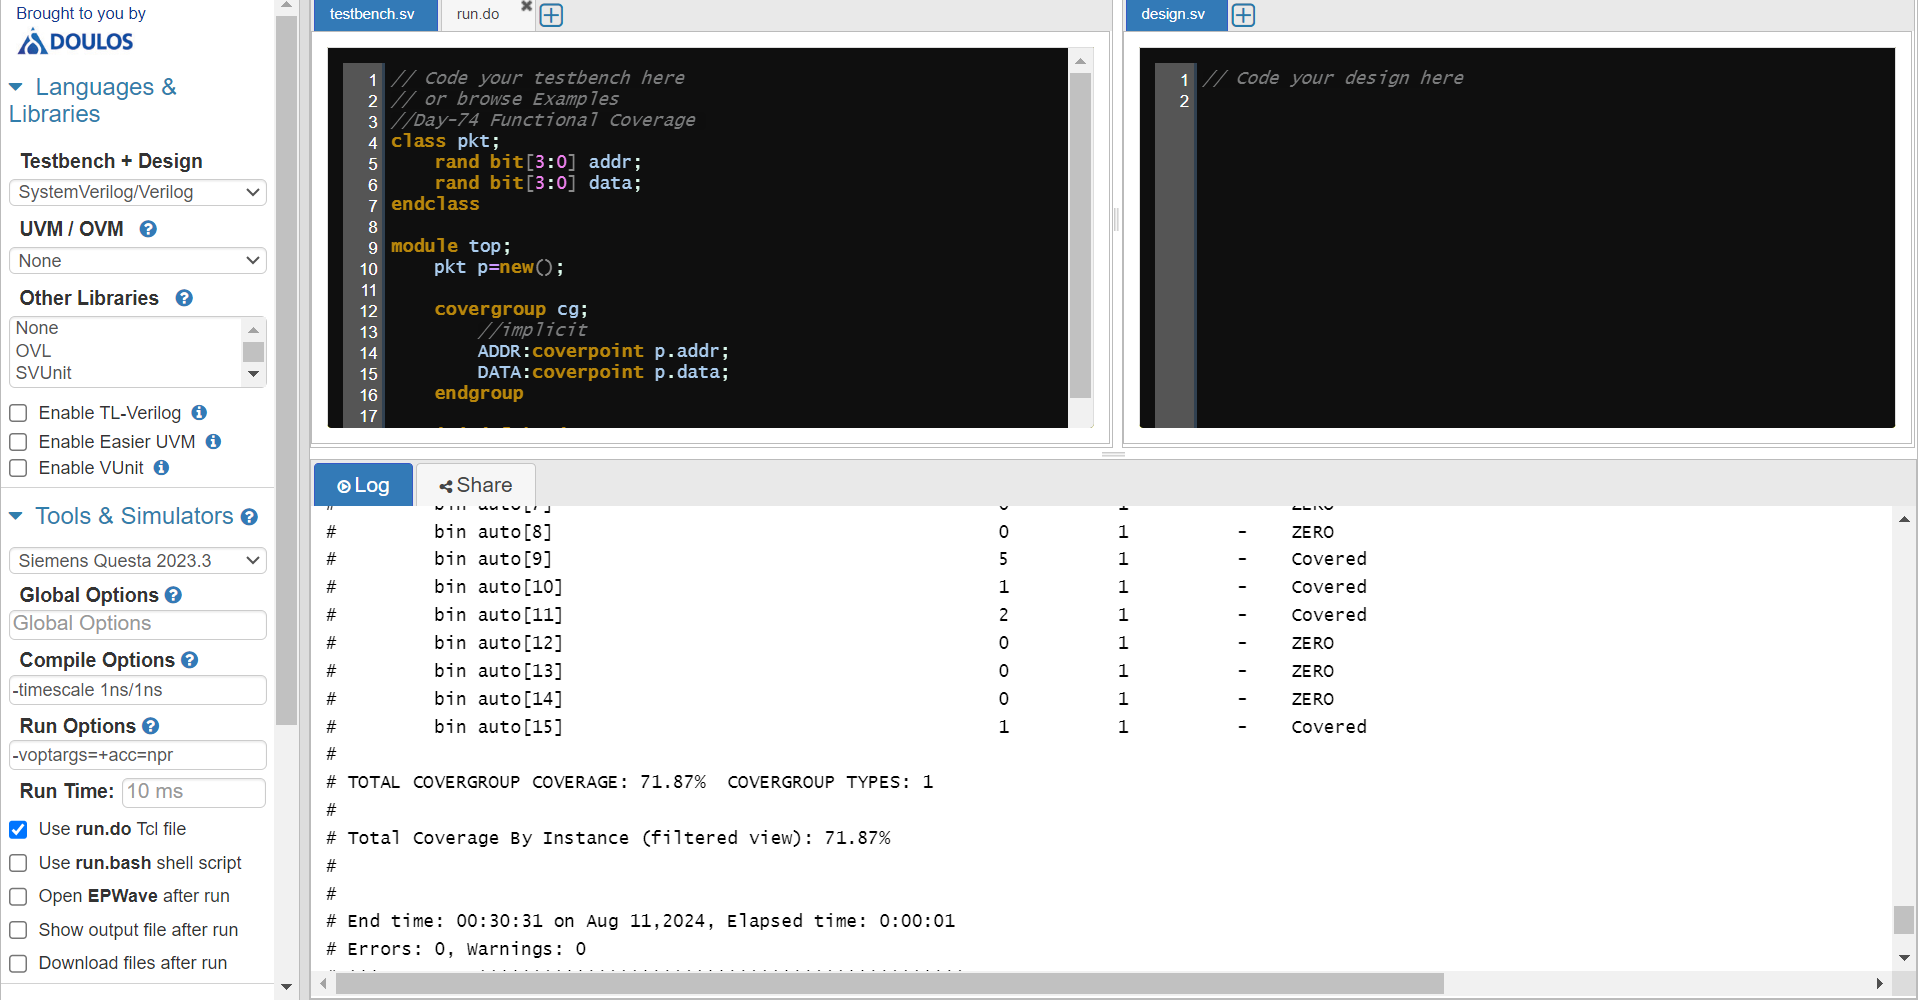 Brought to you by
DOULOS
Languages & Libraries
Testbench + Design
SystemVerilog/Verilog
UVM / OVM
None
Other Libraries
None
OVL
SVUnit
Enable TL-Verilog
Enable Easier UVM
Enable VUnit
Tools & Simulators
Siemens Questa 2023.3
Global Options
Global Options
Compile Options
-timescale 1ns/1ns
Run Options
-voptargs=+acc=npr
Run Time: 10 ms
Use run.do Tcl file
Use run.bash shell script
Open EPWave after run
Show output file after run
Download files after run
testbench.sv
run.do
1 // Code your testbench here
2 // or browse Examples
3 //Day-74 Functional Coverage
4 class pkt;
5 rand bit[3:0] addr;
6 rand bit[3:0] data;
7 endclass
8
9 module top;
10 pkt p=new();
11
12 covergroup cg;
13 //implicit
14 ADDR:coverpoint p.addr;
15 DATA:coverpoint p.data;
16 endgroup
17
design.sv
1 // Code your design here
2
Log
Share
# bin auto[7] 0 1 - ZERO
# bin auto[8] 0 1 - ZERO
# bin auto[9] 5 1 - Covered
# bin auto[10] 1 1 - Covered
# bin auto[11] 2 1 - Covered
# bin auto[12] 0 1 - ZERO
# bin auto[13] 0 1 - ZERO
# bin auto[14] 0 1 - ZERO
# bin auto[15] 1 1 - Covered
#
# TOTAL COVERGROUP COVERAGE: 71.87% COVERGROUP TYPES: 1
#
# Total Coverage By Instance (filtered view): 71.87%
#
#
# End time: 00:30:31 on Aug 11,2024, Elapsed time: 0:00:01
# Errors: 0, Warnings: 0